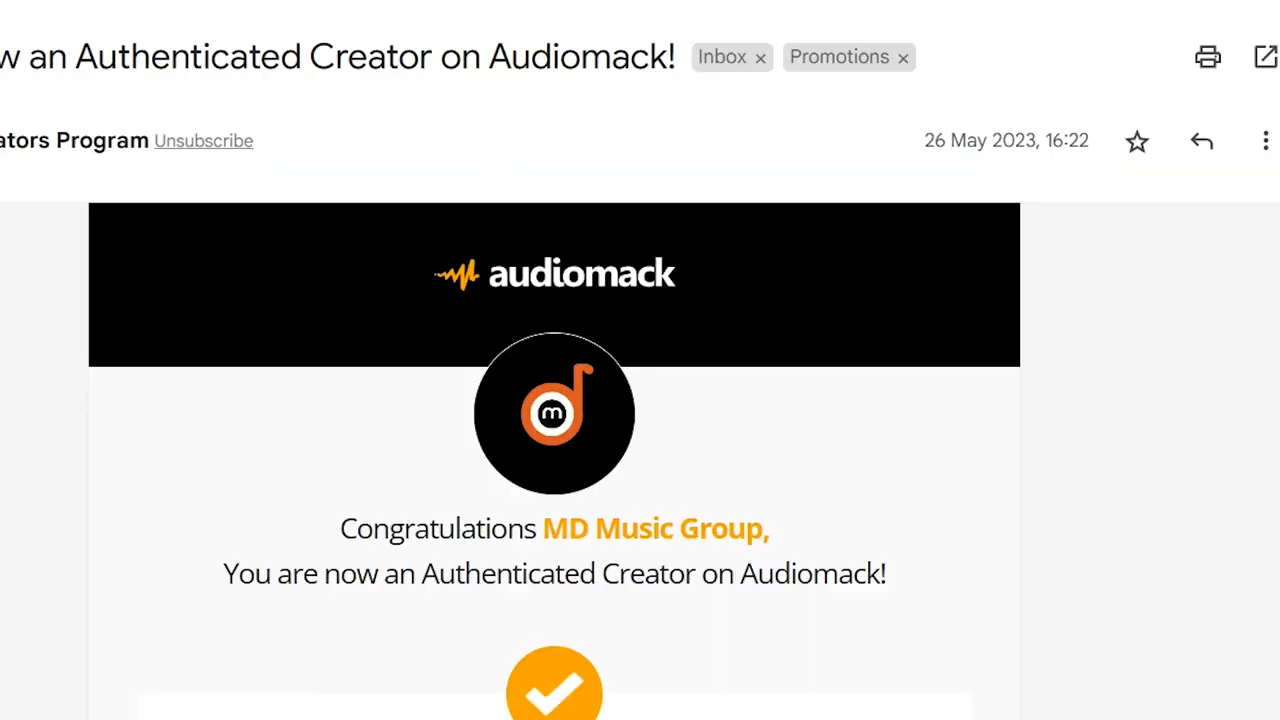 w an Authenticated Creator on Audiomack! Inbox x Promotions x
ators Program Unsubscribe
26 May 2023, 16:22
audiomack
m
Congratulations MD Music Group,
You are now an Authenticated Creator on Audiomack!